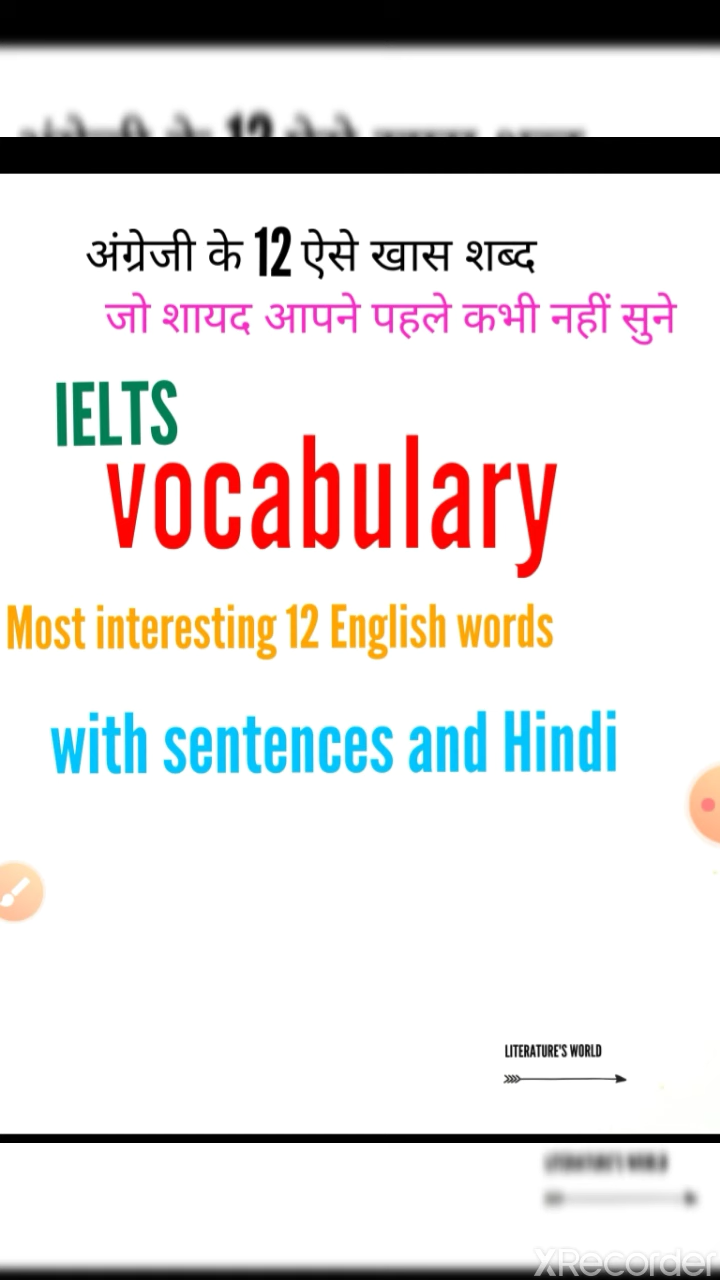 अंग्रेजी के 12 ऐसे खास शब्द
जो शायद आपने पहले कभी नहीं सुने
IELTS
vocabulary
Most interesting 12 English words
with sentences and Hindi
LITERATURE'S WORLD
XRecorder